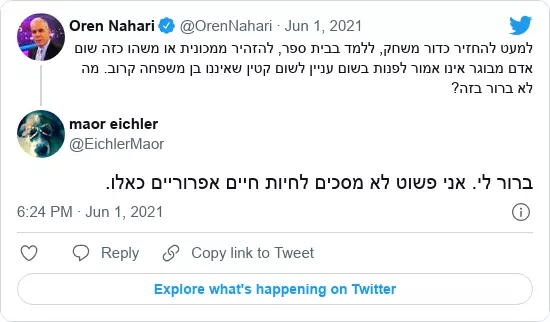 Oren Nahari @OrenNahari · Jun 1, 2021
למעט להחזיר כדור משחק, ללמד בבית ספר, להזהיר ממכונית או משהו כזה שום
אדם מבוגר אינו אמור לפנות בשום עניין לשום קטין שאיננו בן משפחה קרוב. מה
לא ברור בזה?
maor eichler
@EichlerMaor
ברור לי. אני פשוט לא מסכים לחיות חיים אפרוריים כאלו.
6:24 PM · Jun 1, 2021
Reply
Copy link to Tweet
Explore what's happening on Twitter